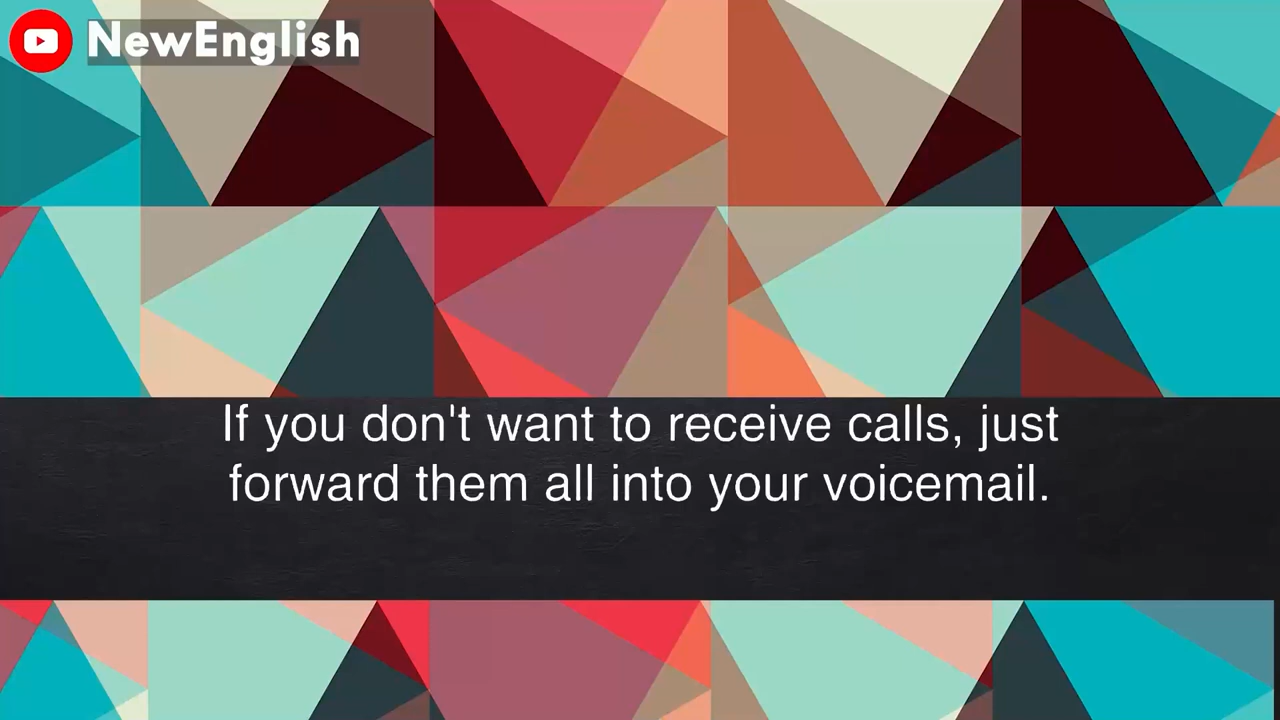 NewEnglish
If you don't want to receive calls, just
forward them all into your voicemail.